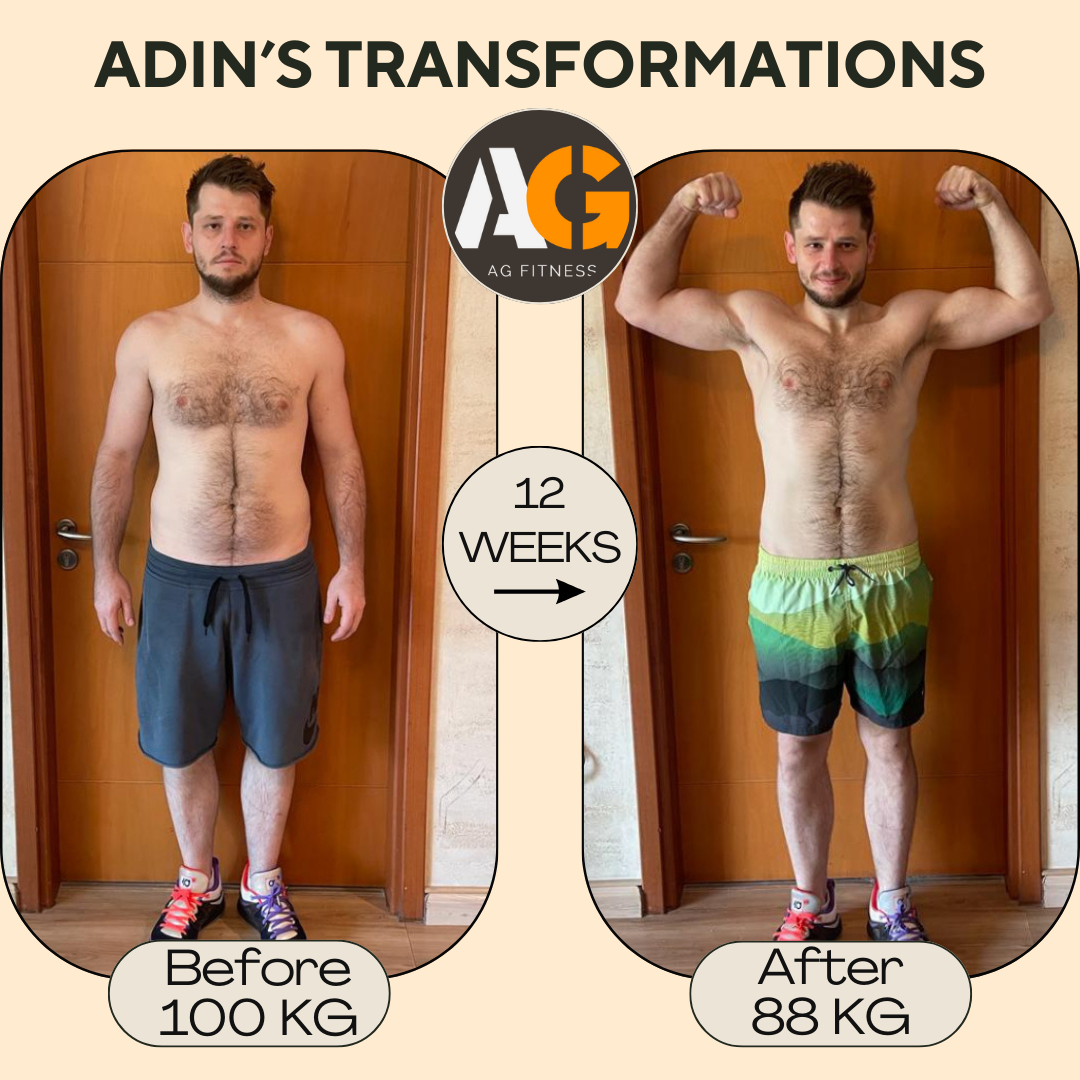 ADIN'S TRANSFORMATIONS
AG
AG FITNESS
12
WEEKS
Before
100 KG
After
88 KG